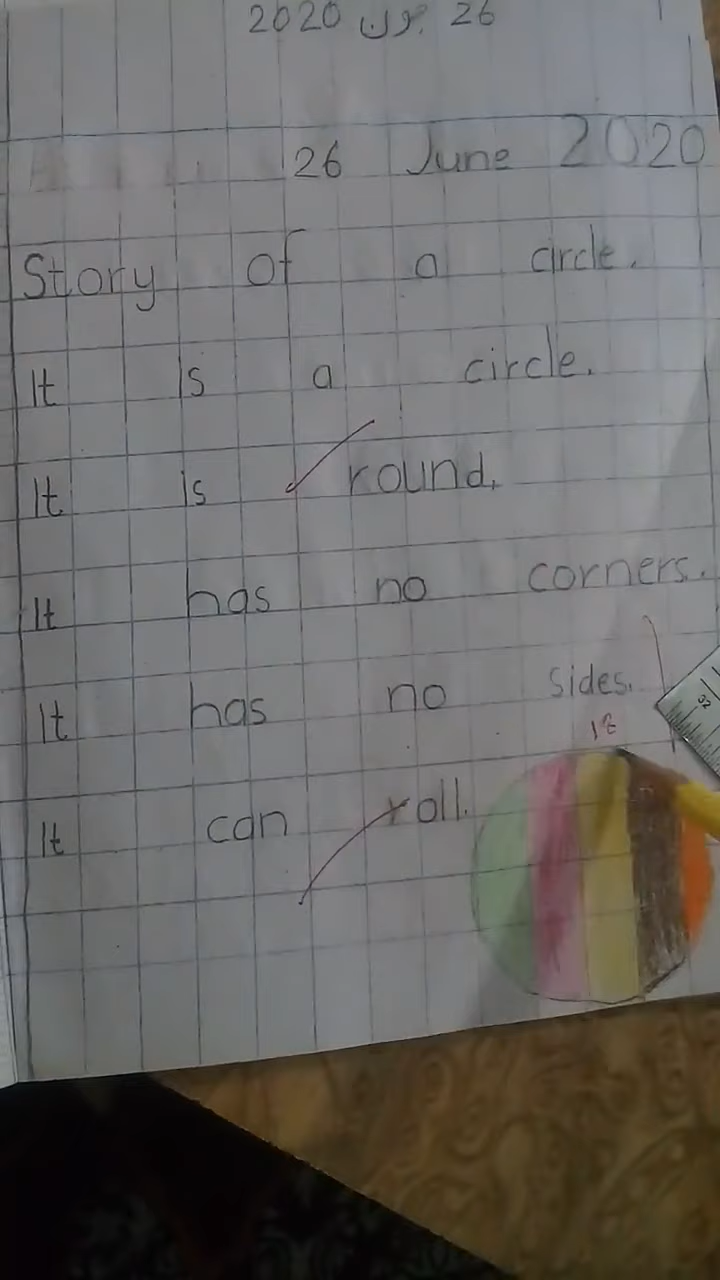 26 جون 2020
26 June 2020
Story of a circle.
It is a circle.
It is round.
It has no corners.
It has no sides.
It can roll.
32